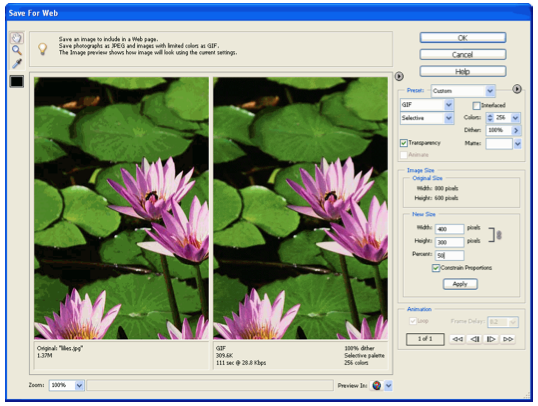 Save For Web
Save an image to include in a Web page.
Save photographs as JPEG and images with limited colors as GIF.
The Image preview shows how image will look using the current settings.
OK
Cancel
Help
Preset: Custom
GIF
Interlaced
Selective
Colors: 256
Dither: 100%
Transparency
Matte:
Animate
Image Size
Original Size
Width: 800 pixels
Height: 600 pixels
New Size
Width: 400 pixels
Height: 300 pixels
Percent: 50
Constrain Proportions
Apply
Animation
Loop
Frame Delay: 0.2
1 of 1
Original: "lilies.jpg"
1.37M
GIF
309.6K
111 sec @ 28.8 Kbps
100% dither
Selective palette
256 colors
Zoom: 100%
Preview In: